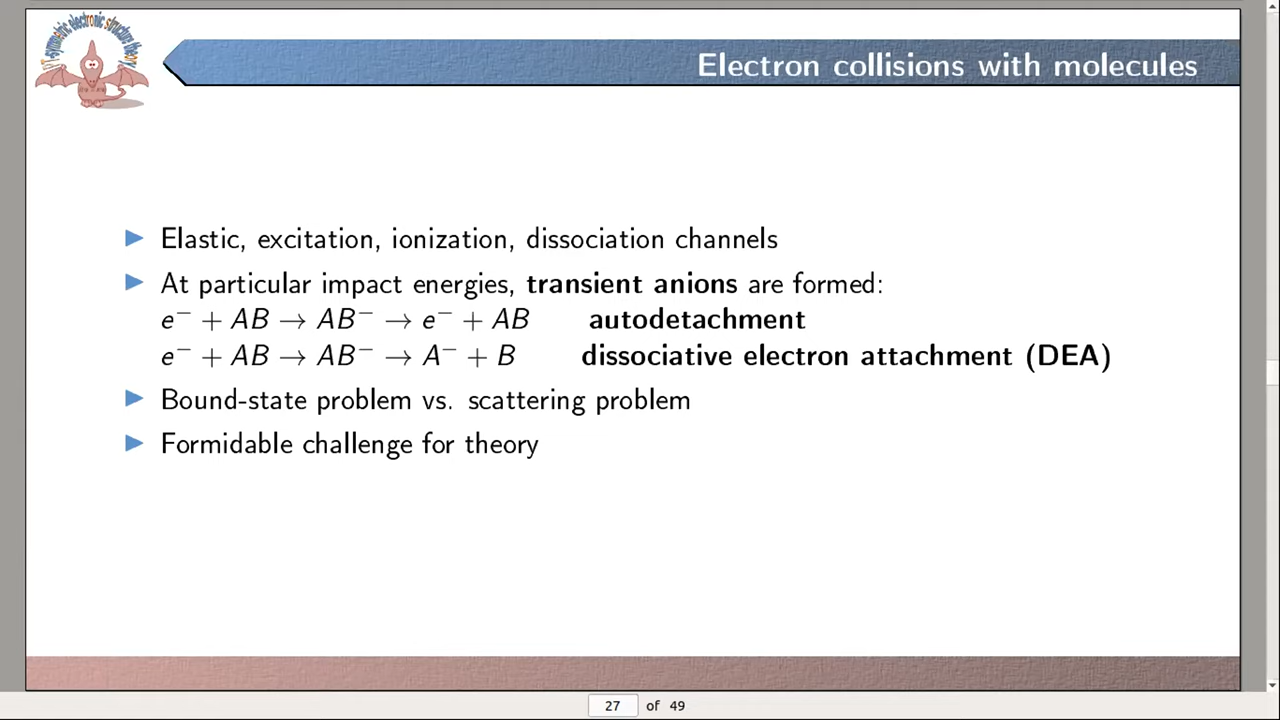 Electron collisions with molecules
Elastic, excitation, ionization, dissociation channels
At particular impact energies, transient anions are formed:
e⁻ + AB → AB⁻ → e⁻ + AB autodetachment
e⁻ + AB → AB⁻ → A⁻ + B dissociative electron attachment (DEA)
Bound-state problem vs. scattering problem
Formidable challenge for theory
27 of 49